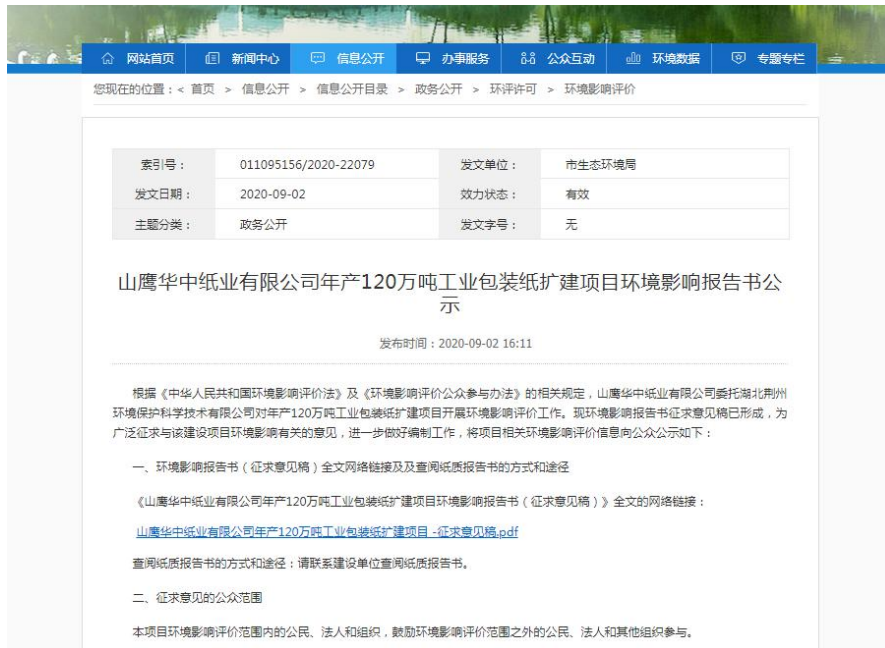 网站首页 新闻中心 信息公开 办事服务 公众互动 环境数据 专题专栏
您现在的位置：< 首页 > 信息公开 > 信息公开目录 > 政务公开 > 环评许可 > 环境影响评价
索引号： 011095156/2020-22079 发文单位： 市生态环境局
发文日期： 2020-09-02 效力状态： 有效
主题分类： 政务公开 发文字号： 无
山鹰华中纸业有限公司年产120万吨工业包装纸扩建项目环境影响报告书公
示
发布时间：2020-09-02 16:11
根据《中华人民共和国环境影响评价法》及《环境影响评价公众参与办法》的相关规定，山鹰华中纸业有限公司委托湖北荆州
环境保护科学技术有限公司对年产120万吨工业包装纸扩建项目开展环境影响评价工作。现环境影响报告书征求意见稿已形成，为
广泛征求与该建设项目环境影响有关的意见，进一步做好编制工作，将项目相关环境影响评价信息向公众公示如下：
一、环境影响报告书（征求意见稿）全文网络链接及及查阅纸质报告书的方式和途径
《山鹰华中纸业有限公司年产120万吨工业包装纸扩建项目环境影响报告书（征求意见稿）》全文的网络链接：
山鹰华中纸业有限公司年产120万吨工业包装纸扩建项目 -征求意见稿.pdf
查阅纸质报告书的方式和途径：请联系建设单位查阅纸质报告书。
二、征求意见的公众范围
本项目环境影响评价范围内的公民、法人和组织，鼓励环境影响评价范围之外的公民、法人和其他组织参与。